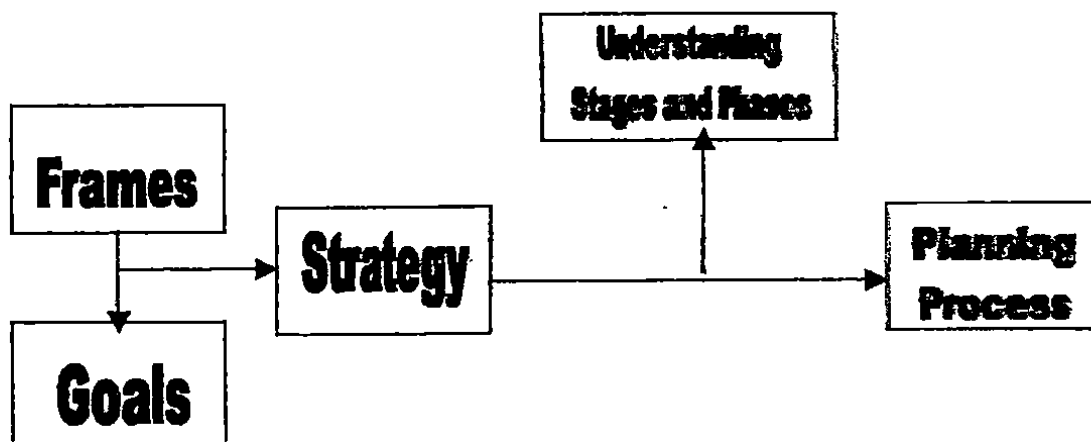 Understanding
Stages and Phases
Frames
Strategy
Planning
Process
Goals